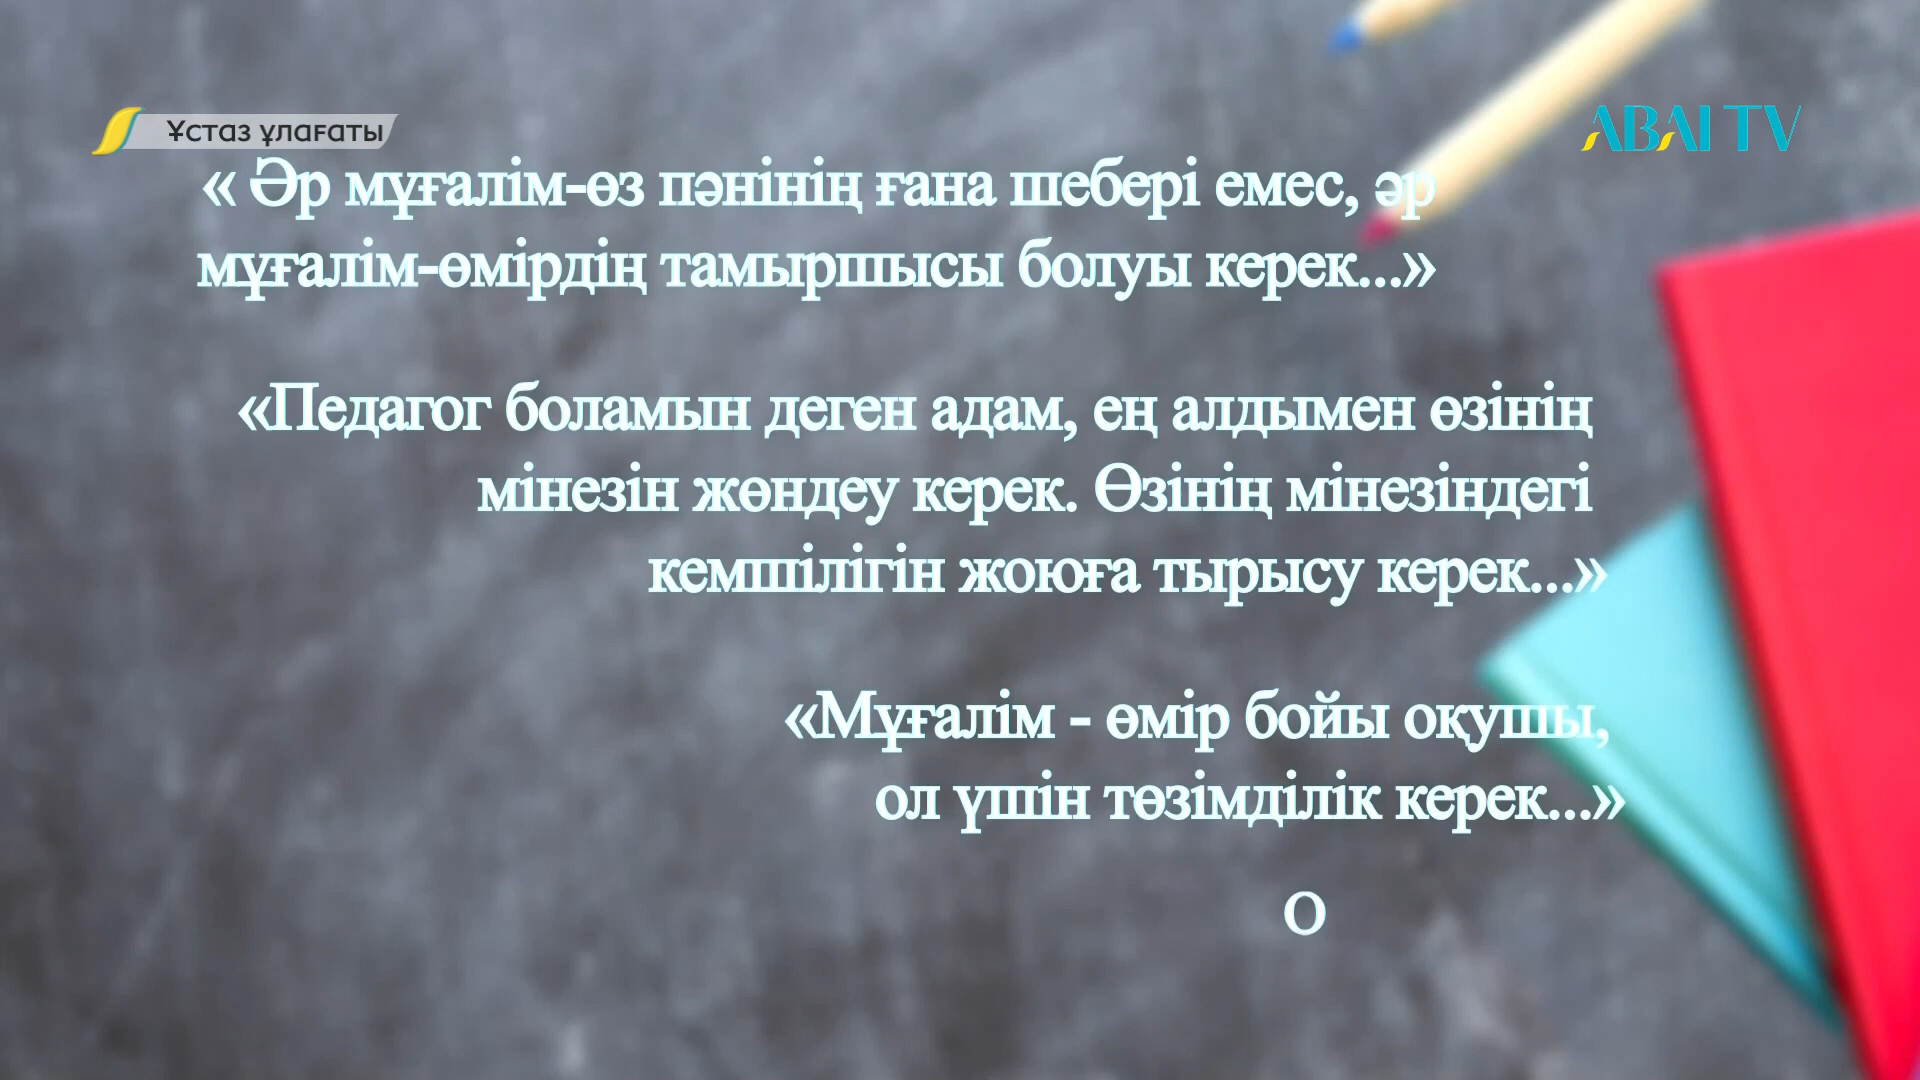 Ұстаз ұлағаты
ABAI TV
« Әр мұғалім-өз пәнінің ғана шебері емес, әр
мұғалім-өмірдің тамыршысы болуы керек...»
«Педагог боламын деген адам, ең алдымен өзінің
мінезін жөндеу керек. Өзінің мінезіндегі
кемшілігін жоюға тырысу керек...»
«Мұғалім - өмір бойы оқушы,
ол үшін төзімділік керек...»
О